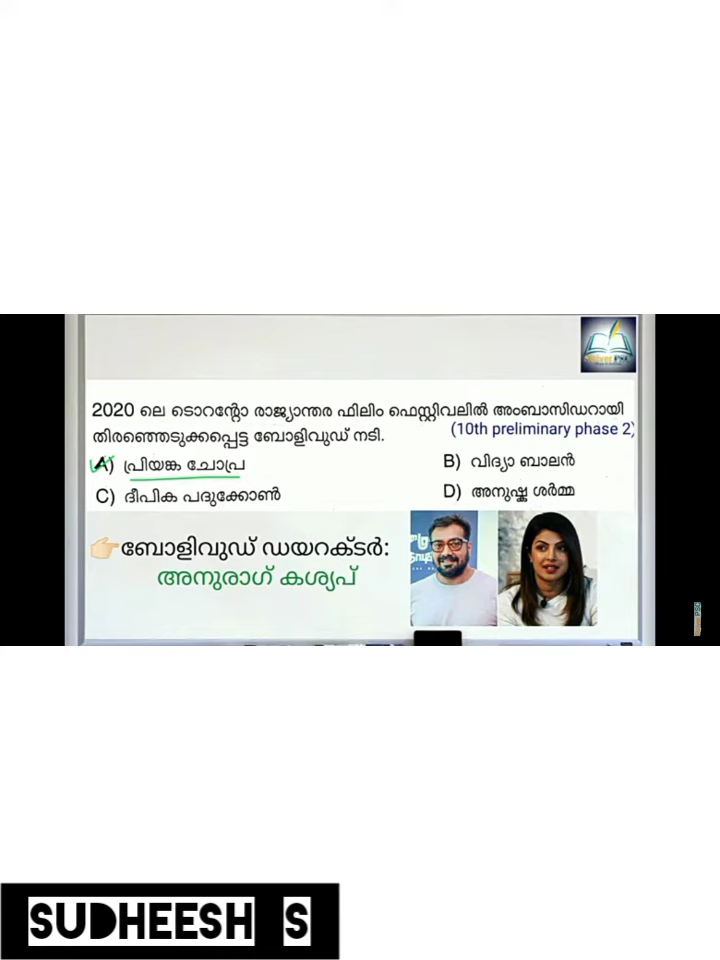 2020 ലെ ടൊറന്റോ രാജ്യാന്തര ഫിലിം ഫെസ്റ്റിവലിൽ അംബാസിഡറായി
തിരഞ്ഞെടുക്കപ്പെട്ട ബോളിവുഡ് നടി. (10th preliminary phase 2)
A) പ്രിയങ്ക ചോപ്ര B) വിദ്യാ ബാലൻ
C) ദീപിക പദുക്കോൺ D) അനുഷ്ക ശർമ്മ
👉ബോളിവുഡ് ഡയറക്ടർ:
അനുരാഗ് കശ്യപ്
SUDHEESH S